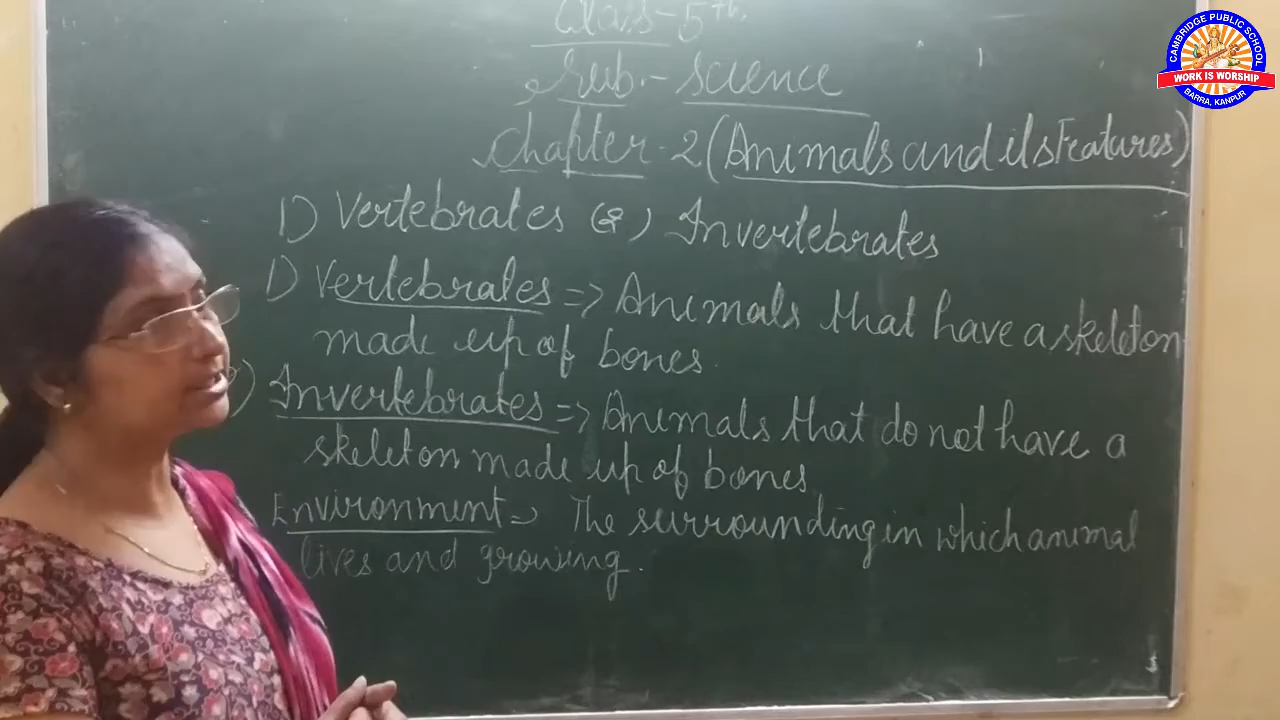 Class-5th
Sub.- Science
Chapter-2 (Animals and its Features)
1) Vertebrates (&) Invertebrates
1) Vertebrates => Animals that have a skeleton
made up of bones.
2) Invertebrates => Animals that do not have a
skeleton made up of bones.
Environment => The surrounding in which animal
lives and growing.
CAMBRIDGE PUBLIC SCHOOL
WORK IS WORSHIP
BARRA, KANPUR